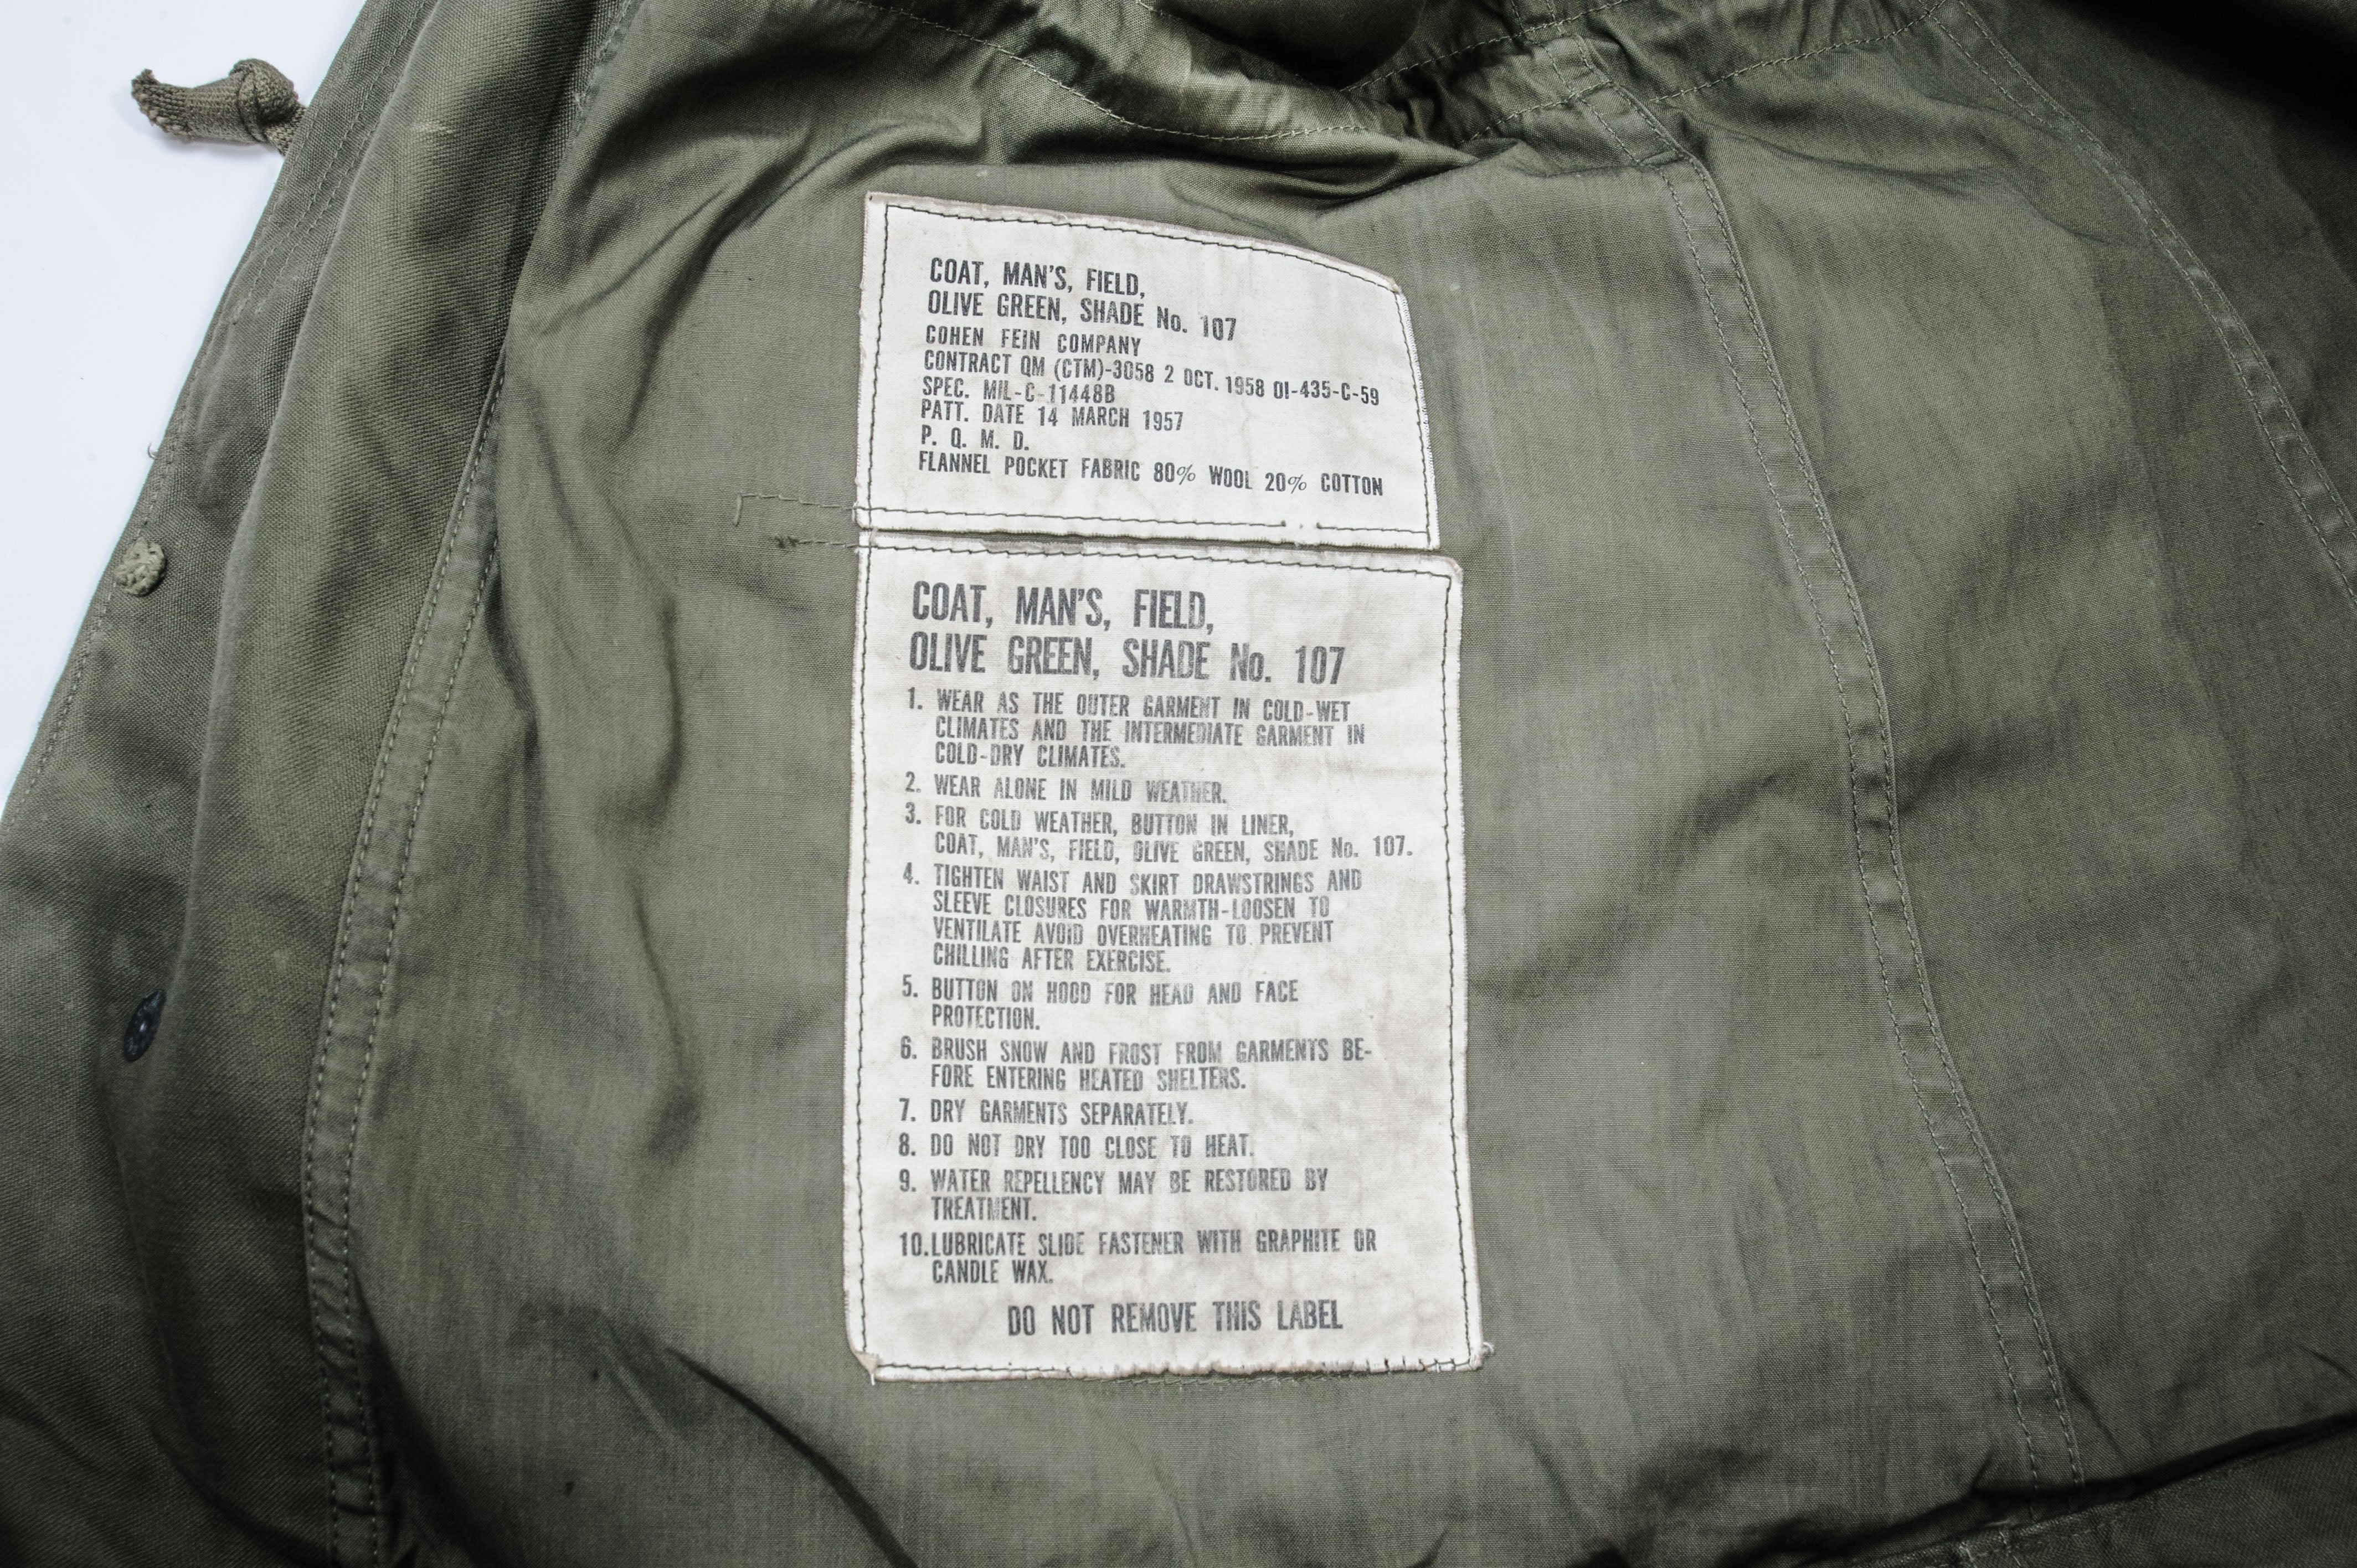 COAT, MAN'S, FIELD,
OLIVE GREEN, SHADE No. 107
COHEN FEIN COMPANY
CONTRACT QM (CTM)-3058 2 OCT. 1958 OI-435-C-59
SPEC. MIL-C-11448B
PATT. DATE 14 MARCH 1957
P. Q. M. D.
FLANNEL POCKET FABRIC 80% WOOL 20% COTTON
COAT, MAN'S, FIELD,
OLIVE GREEN, SHADE No. 107
1. WEAR AS THE OUTER GARMENT IN COLD-WET
CLIMATES AND THE INTERMEDIATE GARMENT IN
COLD-DRY CLIMATES.
2. WEAR ALONE IN MILD WEATHER.
3. FOR COLD WEATHER, BUTTON IN LINER,
COAT, MAN'S, FIELD, OLIVE GREEN, SHADE No. 107.
4. TIGHTEN WAIST AND SKIRT DRAWSTRINGS AND
SLEEVE CLOSURES FOR WARMTH-LOOSEN TO
VENTILATE AVOID OVERHEATING TO PREVENT
CHILLING AFTER EXERCISE.
5. BUTTON ON HOOD FOR HEAD AND FACE
PROTECTION.
6. BRUSH SNOW AND FROST FROM GARMENTS BE-
FORE ENTERING HEATED SHELTERS.
7. DRY GARMENTS SEPARATELY.
8. DO NOT DRY TOO CLOSE TO HEAT.
9. WATER REPELLENCY MAY BE RESTORED BY
TREATMENT.
10. LUBRICATE SLIDE FASTENER WITH GRAPHITE OR
CANDLE WAX.
DO NOT REMOVE THIS LABEL